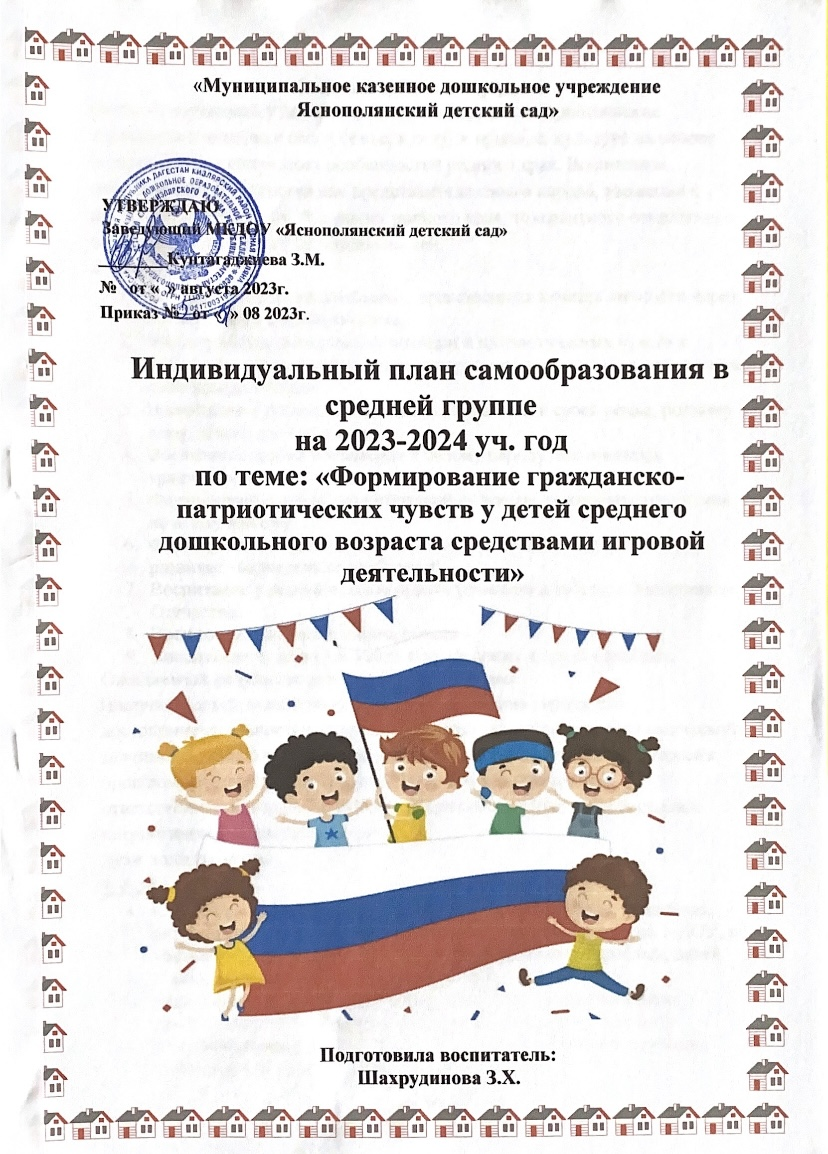 «Муниципальное казенное дошкольное учреждение
Яснополянский детский сад»
УТВЕРЖДАЮ
Заведующий МКДОУ «Яснополянский детский сад»
Куптагаджиева З.М.
№ от « » августа 2023г.
Приказ № от « » 08 2023г.
Индивидуальный план самообразования в
средней группе
на 2023-2024 уч. год
по теме: «Формирование гражданско-
патриотических чувств у детей среднего
дошкольного возраста средствами игровой
деятельности»
Подготовила воспитатель:
Шахрудинова З.Х.